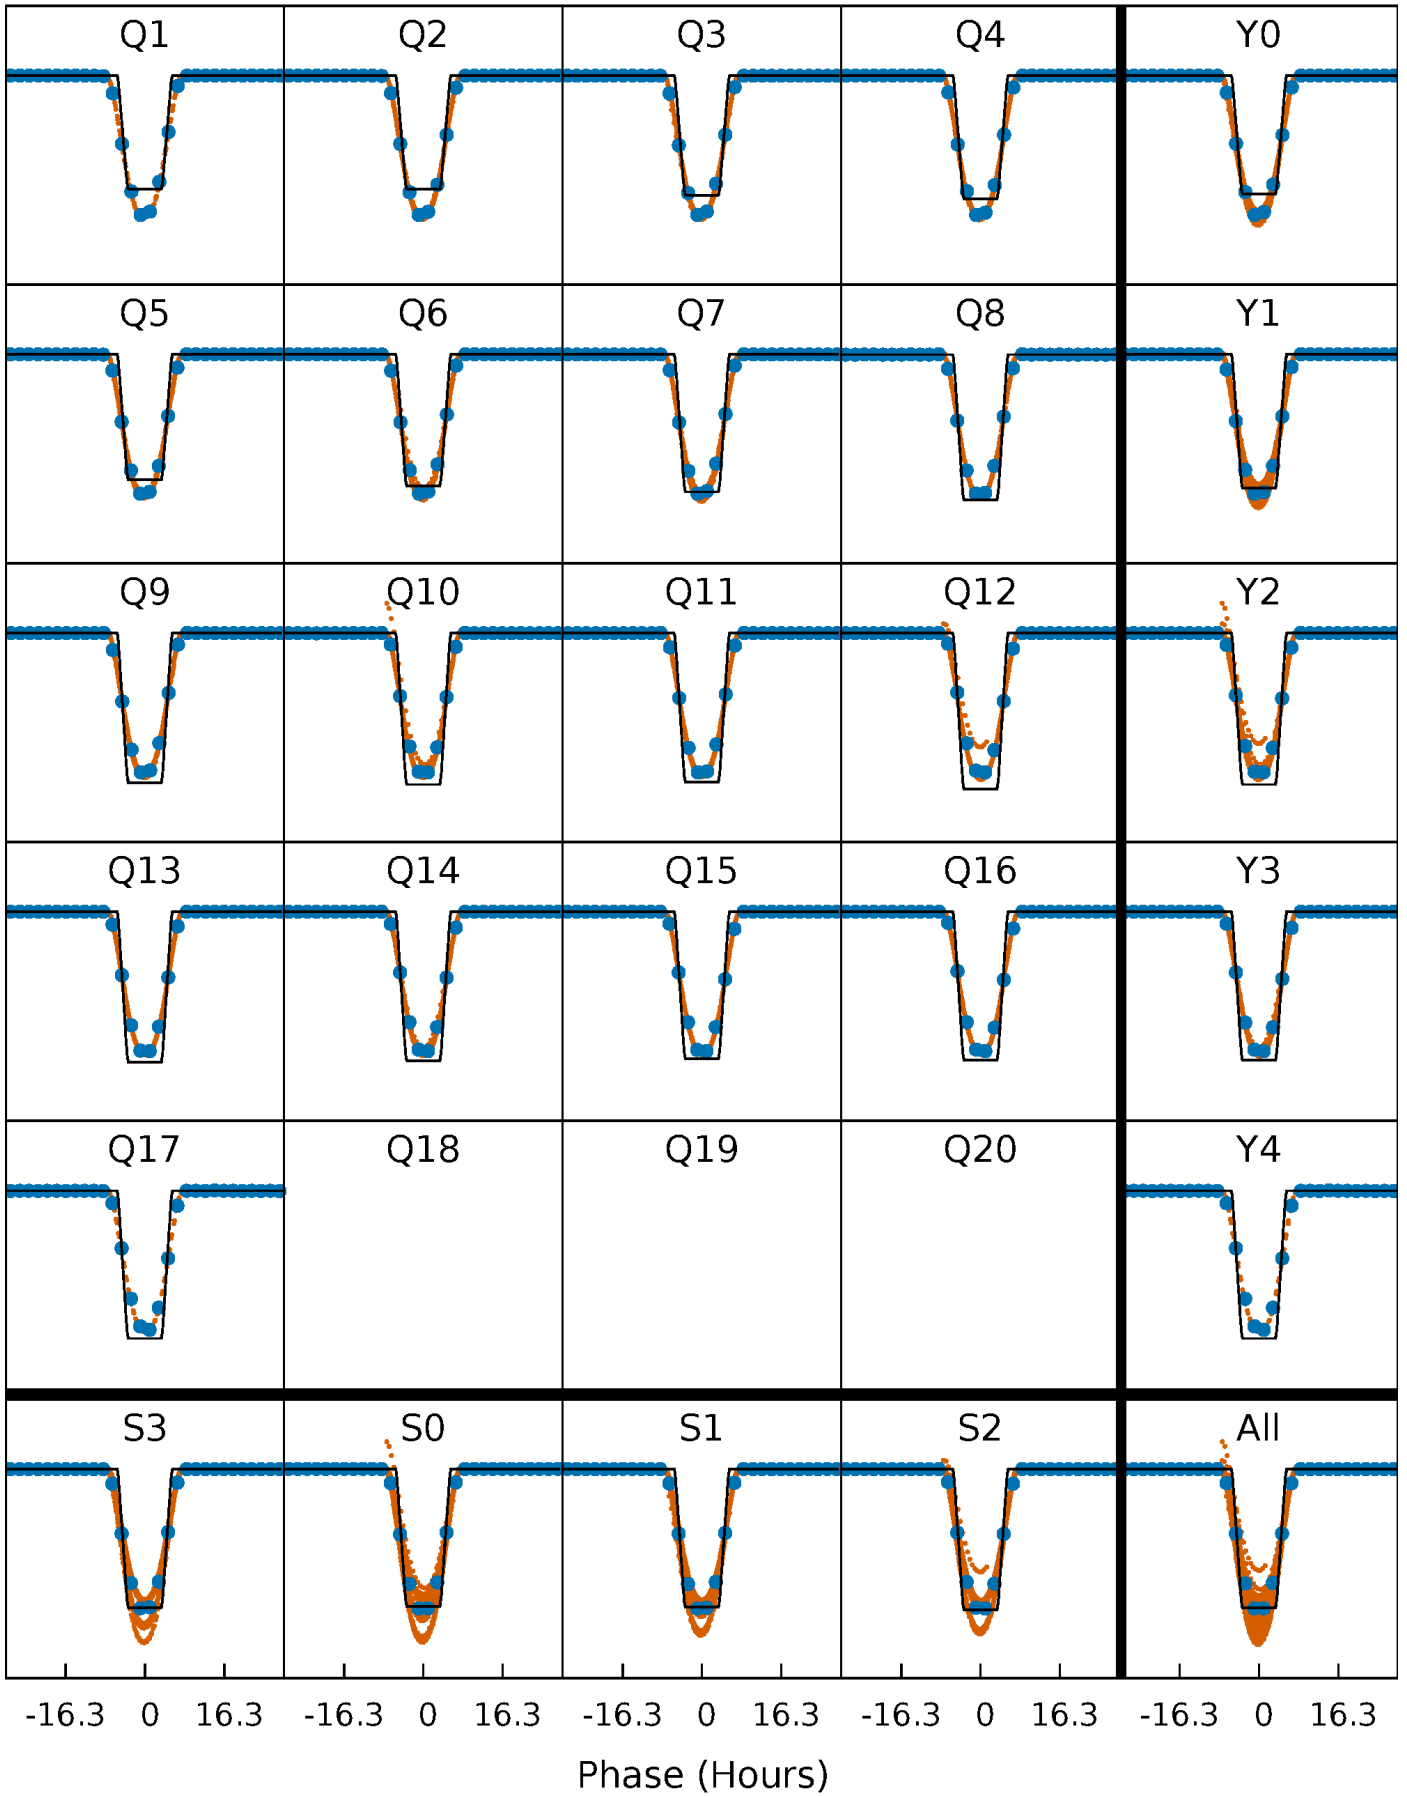 Q1 Q2 Q3 Q4 Y0
Q5 Q6 Q7 Q8 Y1
Q9 Q10 Q11 Q12 Y2
Q13 Q14 Q15 Q16 Y3
Q17 Q18 Q19 Q20 Y4
S3 S0 S1 S2 All
-16.3 0 16.3 -16.3 0 16.3 -16.3 0 16.3 -16.3 0 16.3 -16.3 0 16.3
Phase (Hours)